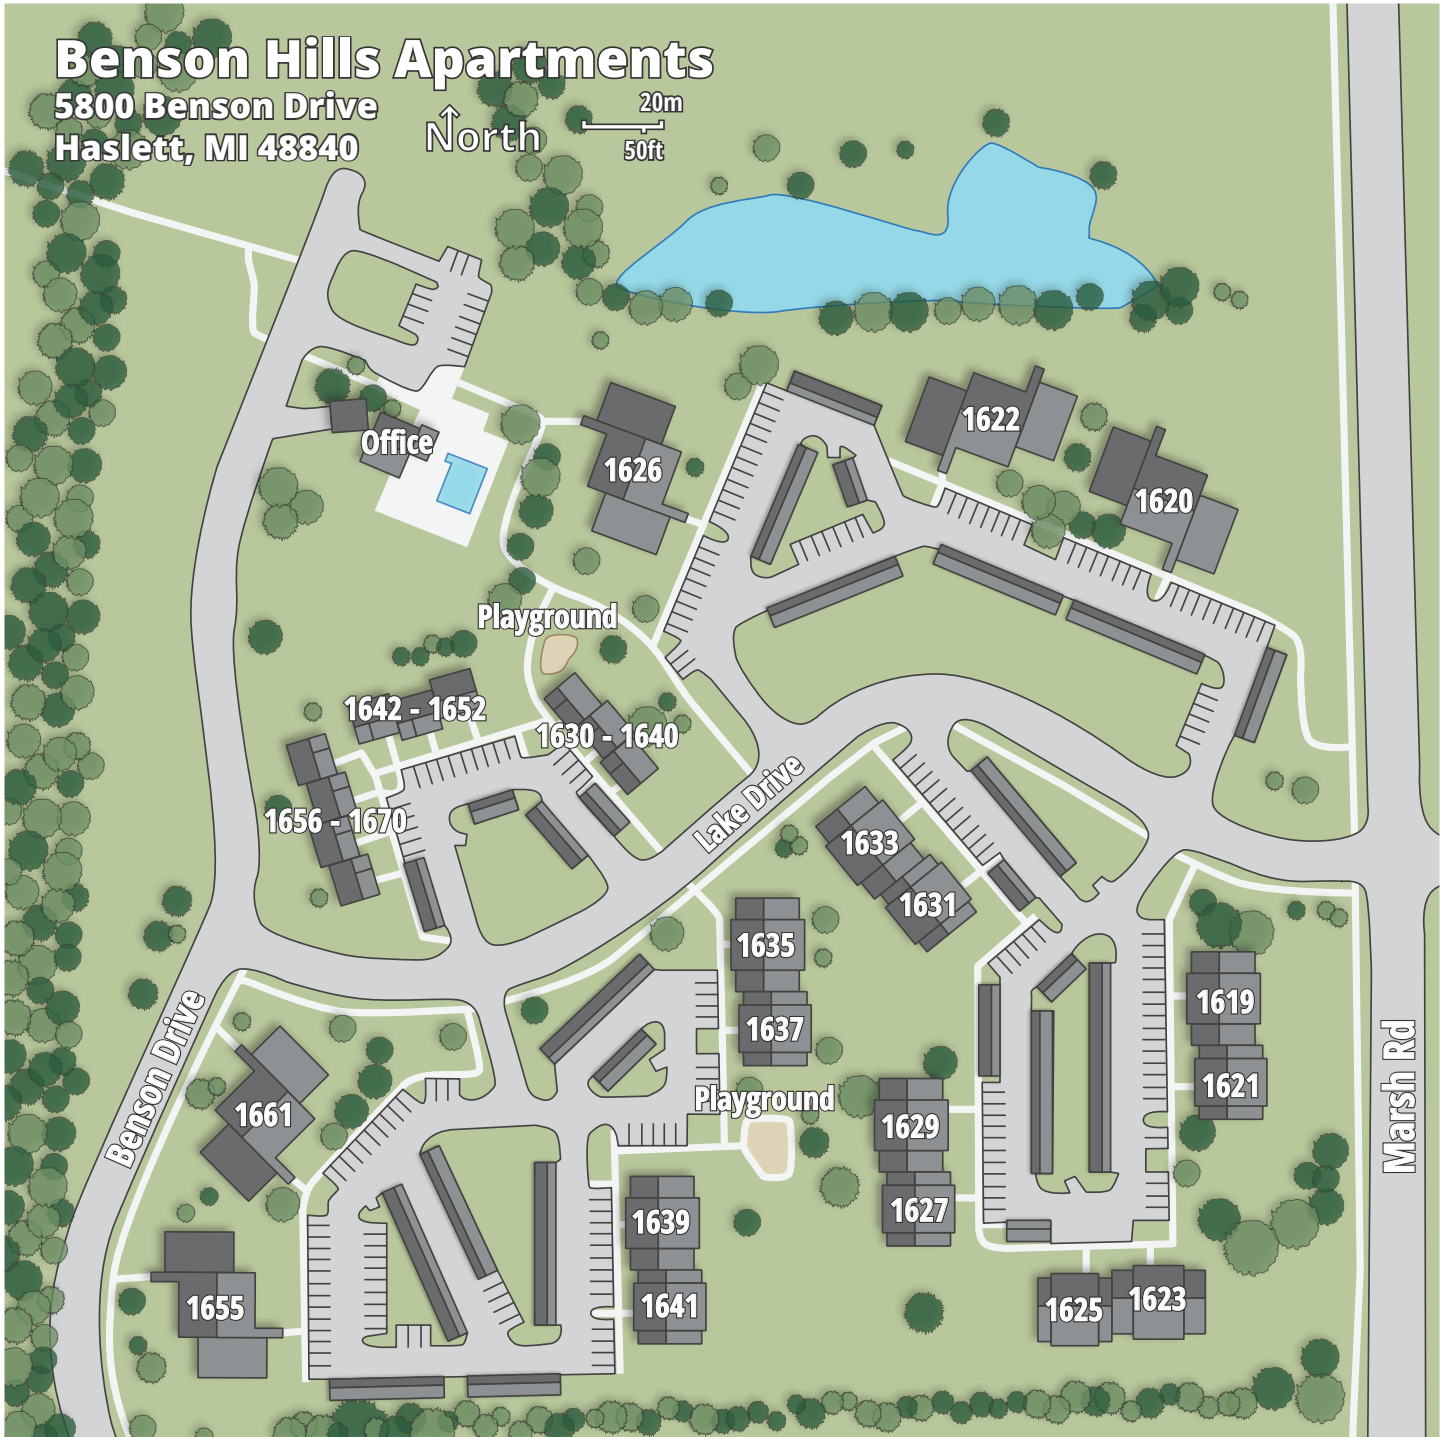 Benson Hills Apartments
5800 Benson Drive
Haslett, MI 48840
North
20m
50ft
1622
1620
Office
1626
Playground
1642 - 1652
1630 - 1640
1656 - 1670
Lake Drive
1633
1631
1635
1637
1619
1621
Benson Drive
Marsh Rd
1661
Playground
1629
1627
1639
1641
1655
1625
1623